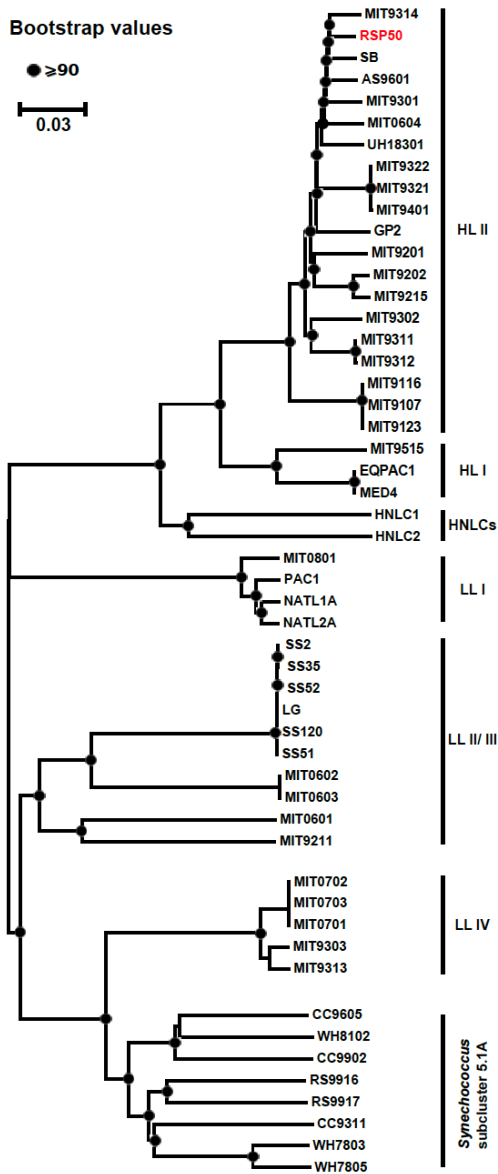 Bootstrap values
⩾90
0.03
MIT9314
RSP50
SB
AS9601
MIT9301
MIT0604
UH18301
MIT9322
MIT9321
MIT9401
GP2
MIT9201
MIT9202
MIT9215
MIT9302
MIT9311
MIT9312
MIT9116
MIT9107
MIT9123
HL II
MIT9515
EQPAC1
MED4
HL I
HNLC1
HNLC2
HNLCs
MIT0801
PAC1
NATL1A
NATL2A
LL I
SS2
SS35
SS52
LG
SS120
SS51
MIT0602
MIT0603
MIT0601
MIT9211
LL II/ III
MIT0702
MIT0703
MIT0701
MIT9303
MIT9313
LL IV
CC9605
WH8102
CC9902
RS9916
RS9917
CC9311
WH7803
WH7805
Synechococcus
subcluster 5.1A